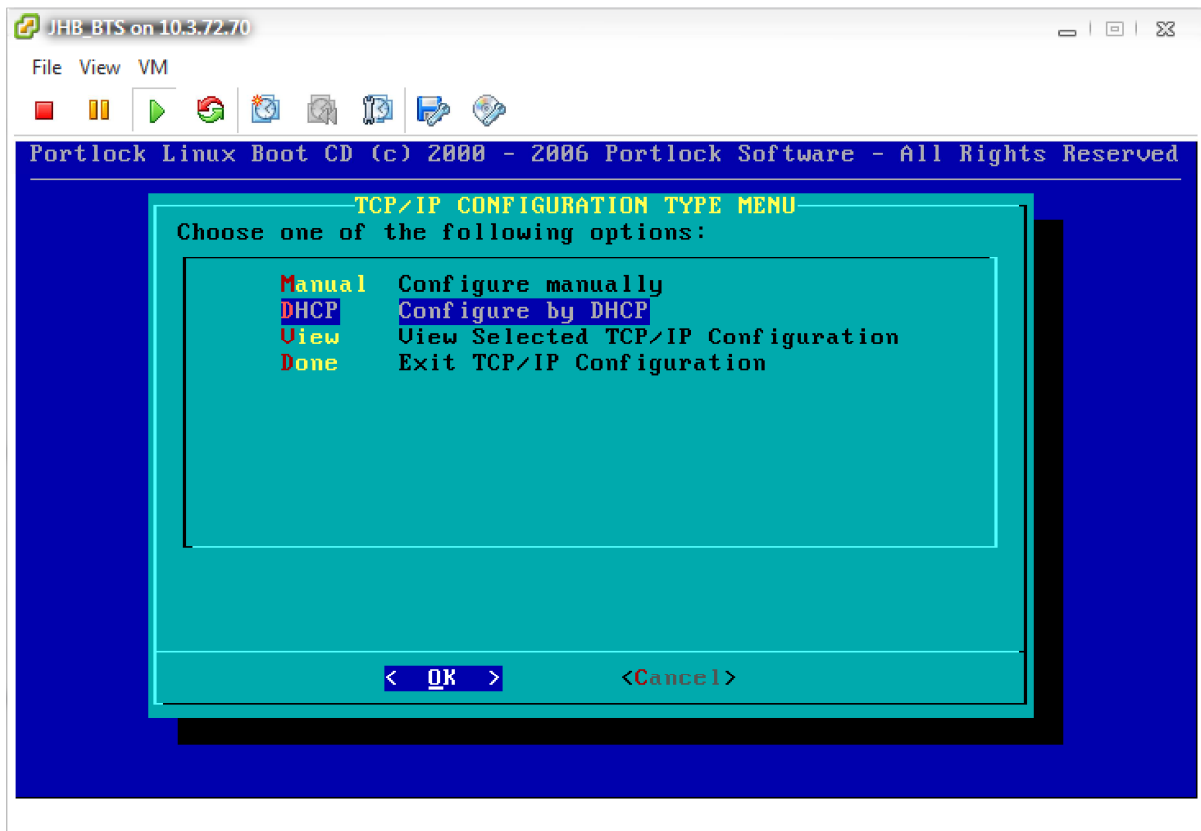 JHB_BTS on 10.3.72.70
File View VM
Portlock Linux Boot CD (c) 2000 - 2006 Portlock Software - All Rights Reserved
TCP/IP CONFIGURATION TYPE MENU
Choose one of the following options:
Manual Configure manually
DHCP Configure by DHCP
View View Selected TCP/IP Configuration
Done Exit TCP/IP Configuration
< OK > <Cancel>